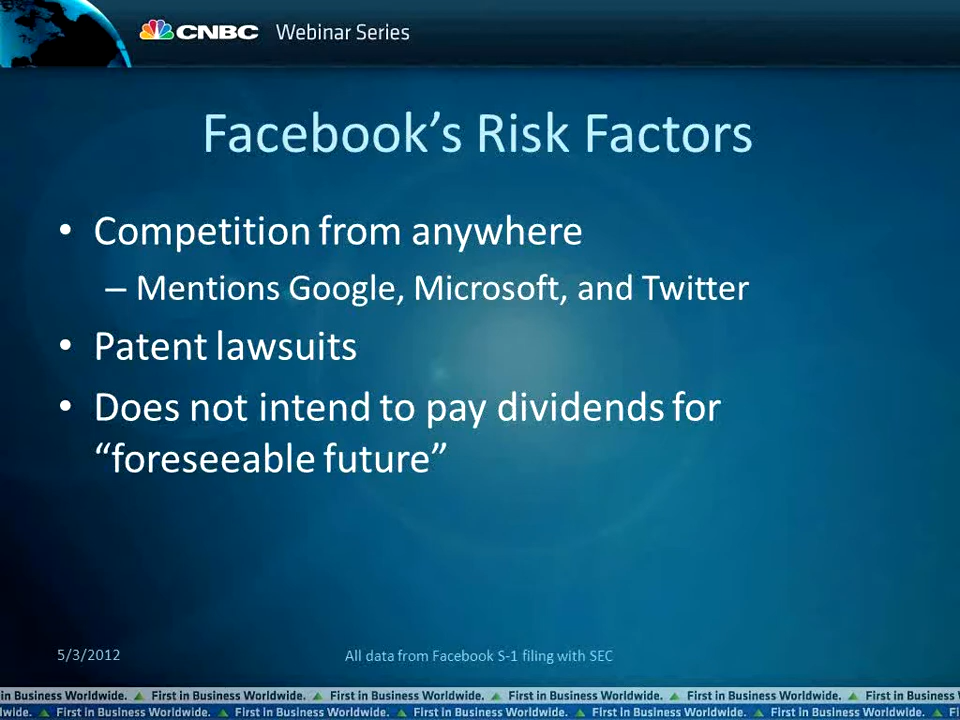 CNBC Webinar Series
Facebook’s Risk Factors
• Competition from anywhere
– Mentions Google, Microsoft, and Twitter
• Patent lawsuits
• Does not intend to pay dividends for
“foreseeable future”
5/3/2012 All data from Facebook S-1 filing with SEC
in Business Worldwide. First in Business Worldwide. First in Business Worldwide. First in Business Worldwide. First in Business Worldwide. First in Business
wide. First in Business Worldwide. First in Business Worldwide. First in Business Worldwide. First in Business Worldwide. First in Business Worldwide. Fi